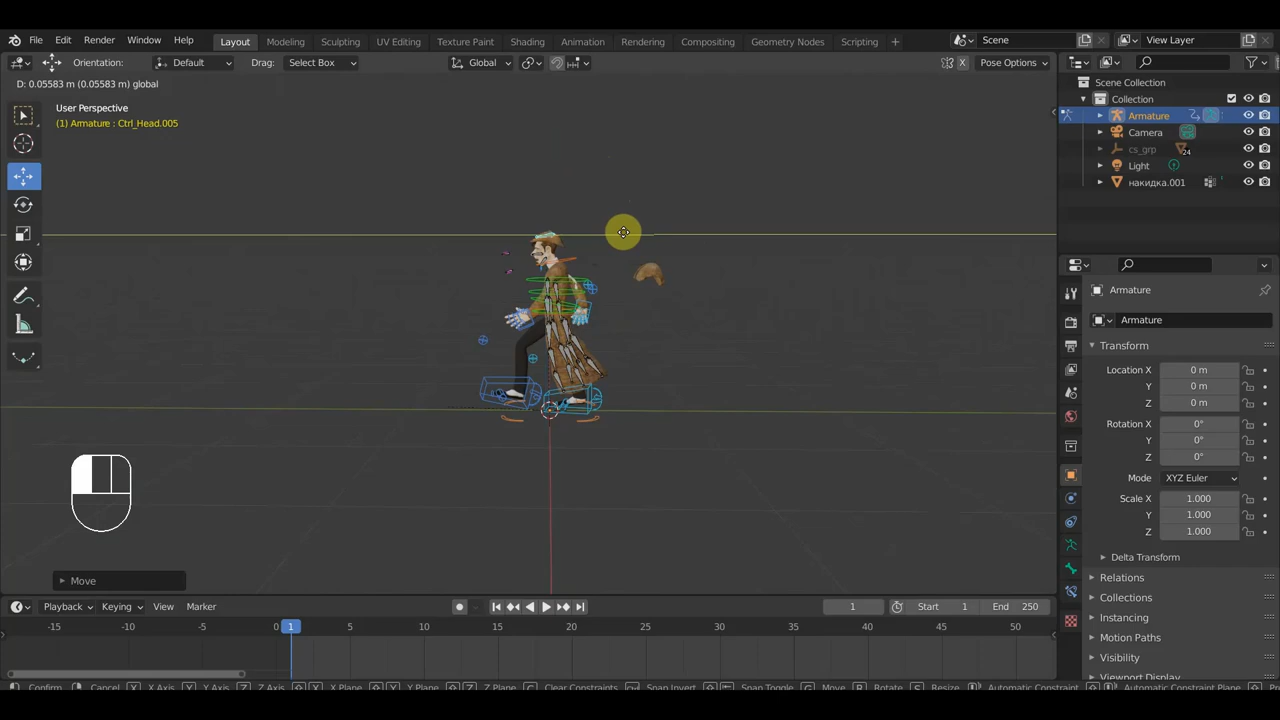 File Edit Render Window Help Layout Modeling Sculpting UV Editing Texture Paint Shading Animation Rendering Compositing Geometry Nodes Scripting + Scene View Layer
Orientation: Default Drag: Select Box Global X Pose Options
D: 0.05583 m (0.05583 m) global
User Perspective
(1) Armature : Ctrl_Head.005
Scene Collection
Collection
Armature
Camera
cs_grp 24
Light
накидка.001
Armature
Armature
Transform
Location X 0 m
Y 0 m
Z 0 m
Rotation X 0°
Y 0°
Z 0°
Mode XYZ Euler
Scale X 1.000
Y 1.000
Z 1.000
Delta Transform
Relations
Collections
Instancing
Motion Paths
Visibility
Viewport Display
Move
Playback Keying View Marker 1 Start 1 End 250
-15 -10 -5 0 1 5 10 15 20 25 30 35 40 45 50
Confirm Cancel X X Axis Y Y Axis Z Z Axis X X Plane Y Y Plane Z Z Plane C Clear Constraints Snap Invert Snap Toggle G Move R Rotate S Resize Automatic Constraint Automatic Constraint Plane